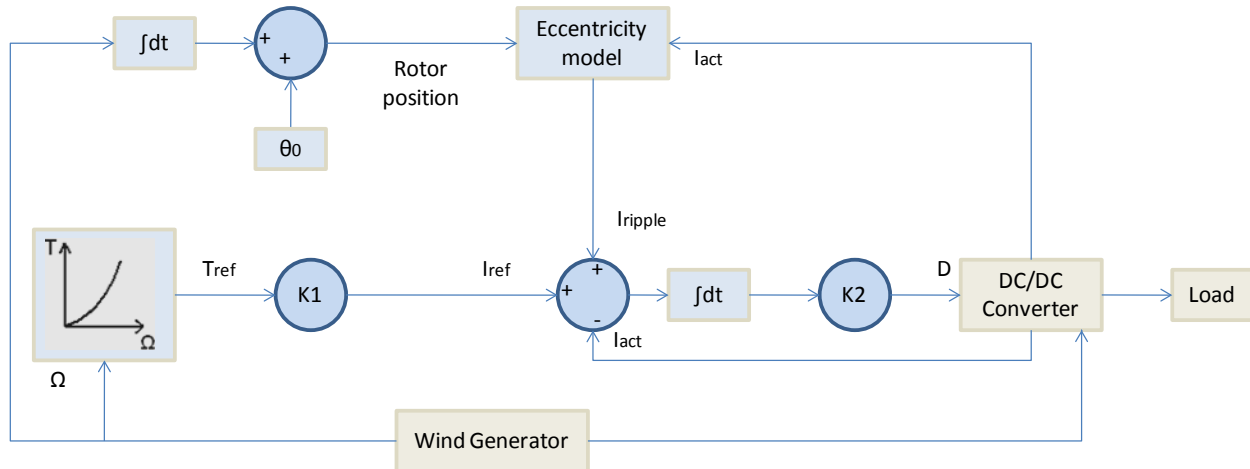 ∫dt
+
+
Rotor
position
θ0
Eccentricity
model
Iact
Iripple
T
Ω
Ω
Tref
K1
Iref
+
+
-
Iact
∫dt
K2
D
DC/DC
Converter
Load
Wind Generator